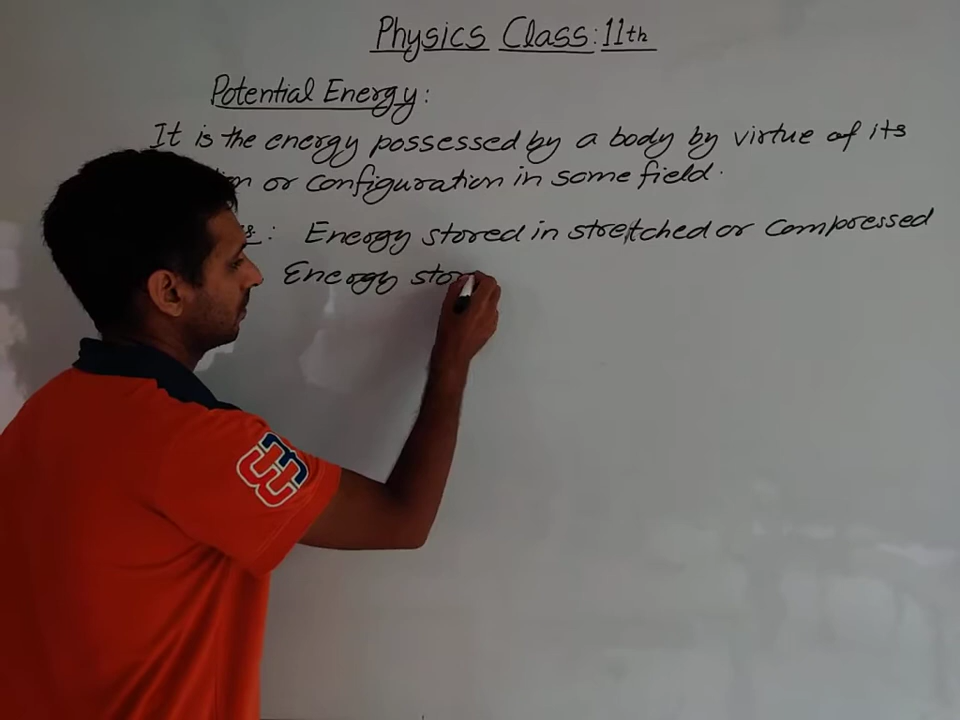 Physics Class: 11th
Potential Energy:
It is the energy possessed by a body by virtue of its
or configuration in some field.
: Energy stored in stretched or compressed
Energy sto